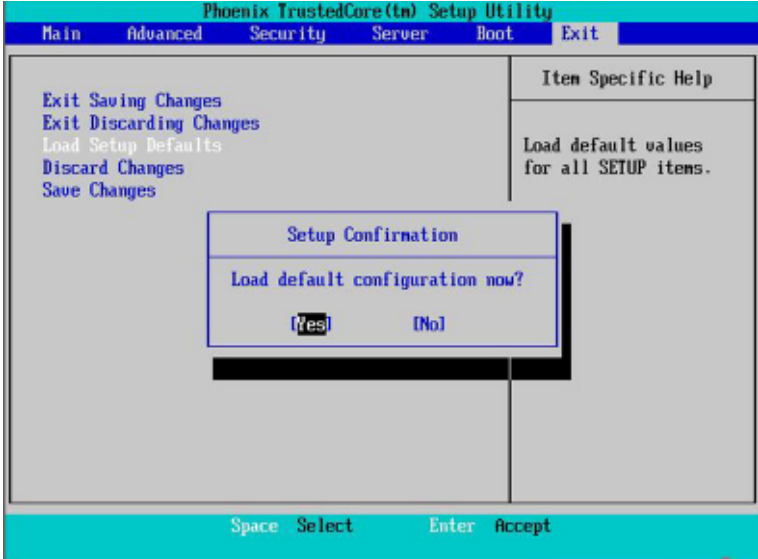 Phoenix TrustedCore(tm) Setup Utility
Main Advanced Security Server Boot Exit
Exit Saving Changes
Exit Discarding Changes
Load Setup Defaults
Discard Changes
Save Changes
Item Specific Help
Load default values
for all SETUP items.
Setup Confirmation
Load default configuration now?
[Yes] [No]
Space Select Enter Accept